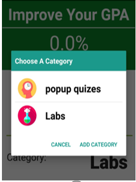 Improve Your GPA
0.0%
Choose A Category
popup quizes
Labs
CANCEL ADD CATEGORY
Category: Labs